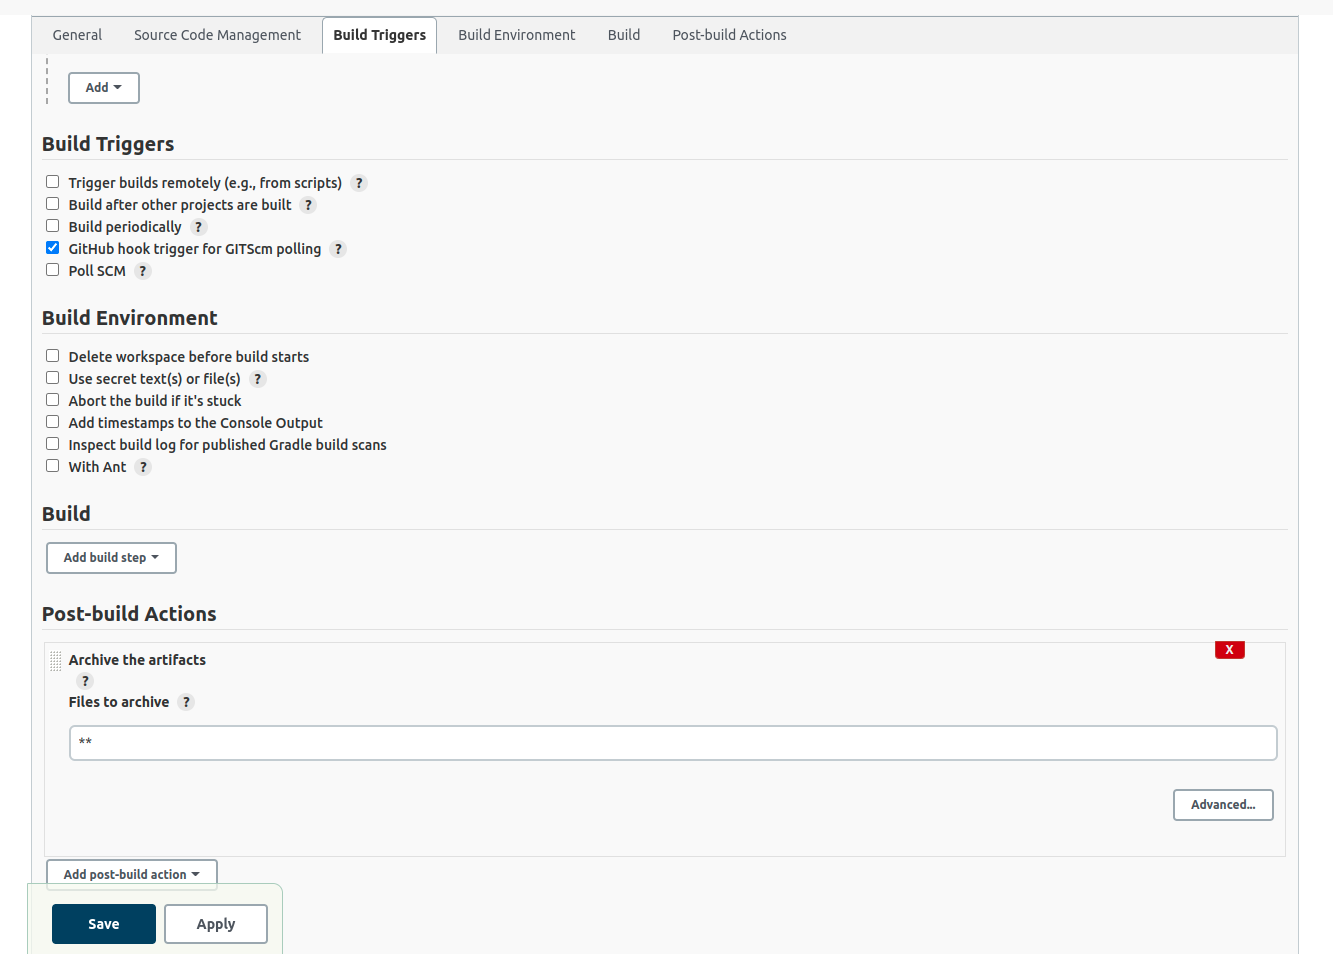 General Source Code Management Build Triggers Build Environment Build Post-build Actions
Add
Build Triggers
Trigger builds remotely (e.g., from scripts) ?
Build after other projects are built ?
Build periodically ?
GitHub hook trigger for GITScm polling ?
Poll SCM ?
Build Environment
Delete workspace before build starts
Use secret text(s) or file(s) ?
Abort the build if it's stuck
Add timestamps to the Console Output
Inspect build log for published Gradle build scans
With Ant ?
Build
Add build step
Post-build Actions
X
Archive the artifacts
?
Files to archive ?
**
Advanced...
Add post-build action
Save Apply